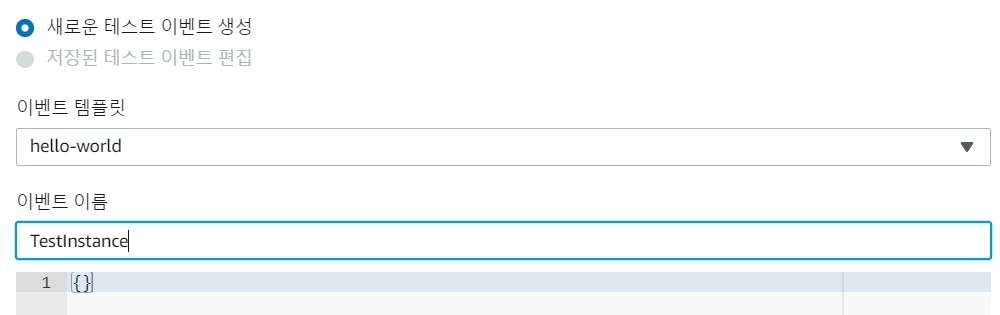 새로운 테스트 이벤트 생성
저장된 테스트 이벤트 편집
이벤트 템플릿
hello-world
이벤트 이름
TestInstance
1 {}